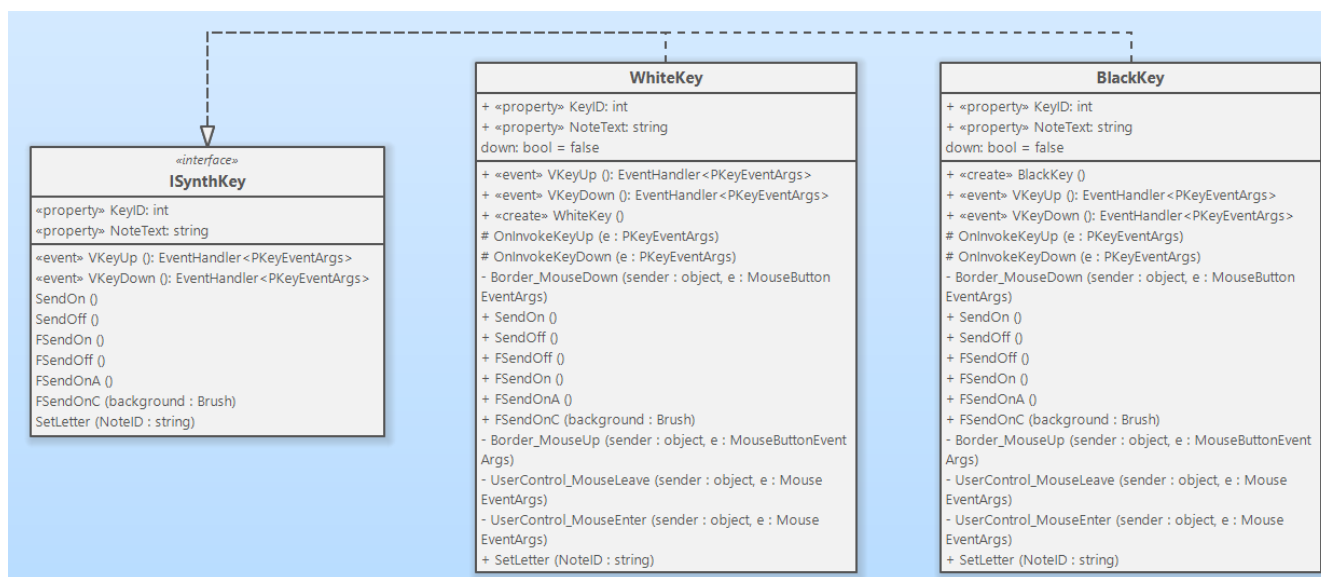 «interface»
ISynthKey
«property» KeyID: int
«property» NoteText: string
«event» VKeyUp (): EventHandler<PKeyEventArgs>
«event» VKeyDown (): EventHandler<PKeyEventArgs>
SendOn ()
SendOff ()
FSendOn ()
FSendOff ()
FSendOnA ()
FSendOnC (background : Brush)
SetLetter (NoteID : string)
WhiteKey
+ «property» KeyID: int
+ «property» NoteText: string
down: bool = false
+ «event» VKeyUp (): EventHandler<PKeyEventArgs>
+ «event» VKeyDown (): EventHandler<PKeyEventArgs>
+ «create» WhiteKey ()
# OnInvokeKeyUp (e : PKeyEventArgs)
# OnInvokeKeyDown (e : PKeyEventArgs)
- Border_MouseDown (sender : object, e : MouseButton
EventArgs)
+ SendOn ()
+ SendOff ()
+ FSendOff ()
+ FSendOn ()
+ FSendOnA ()
+ FSendOnC (background : Brush)
- Border_MouseUp (sender : object, e : MouseButtonEvent
Args)
- UserControl_MouseLeave (sender : object, e : Mouse
EventArgs)
- UserControl_MouseEnter (sender : object, e : Mouse
EventArgs)
+ SetLetter (NoteID : string)
BlackKey
+ «property» KeyID: int
+ «property» NoteText: string
down: bool = false
+ «create» BlackKey ()
+ «event» VKeyUp (): EventHandler<PKeyEventArgs>
+ «event» VKeyDown (): EventHandler<PKeyEventArgs>
# OnInvokeKeyUp (e : PKeyEventArgs)
# OnInvokeKeyDown (e : PKeyEventArgs)
- Border_MouseDown (sender : object, e : MouseButton
EventArgs)
+ SendOn ()
+ SendOff ()
+ FSendOff ()
+ FSendOn ()
+ FSendOnA ()
+ FSendOnC (background : Brush)
- Border_MouseUp (sender : object, e : MouseButtonEvent
Args)
- UserControl_MouseLeave (sender : object, e : Mouse
EventArgs)
- UserControl_MouseEnter (sender : object, e : Mouse
EventArgs)
+ SetLetter (NoteID : string)